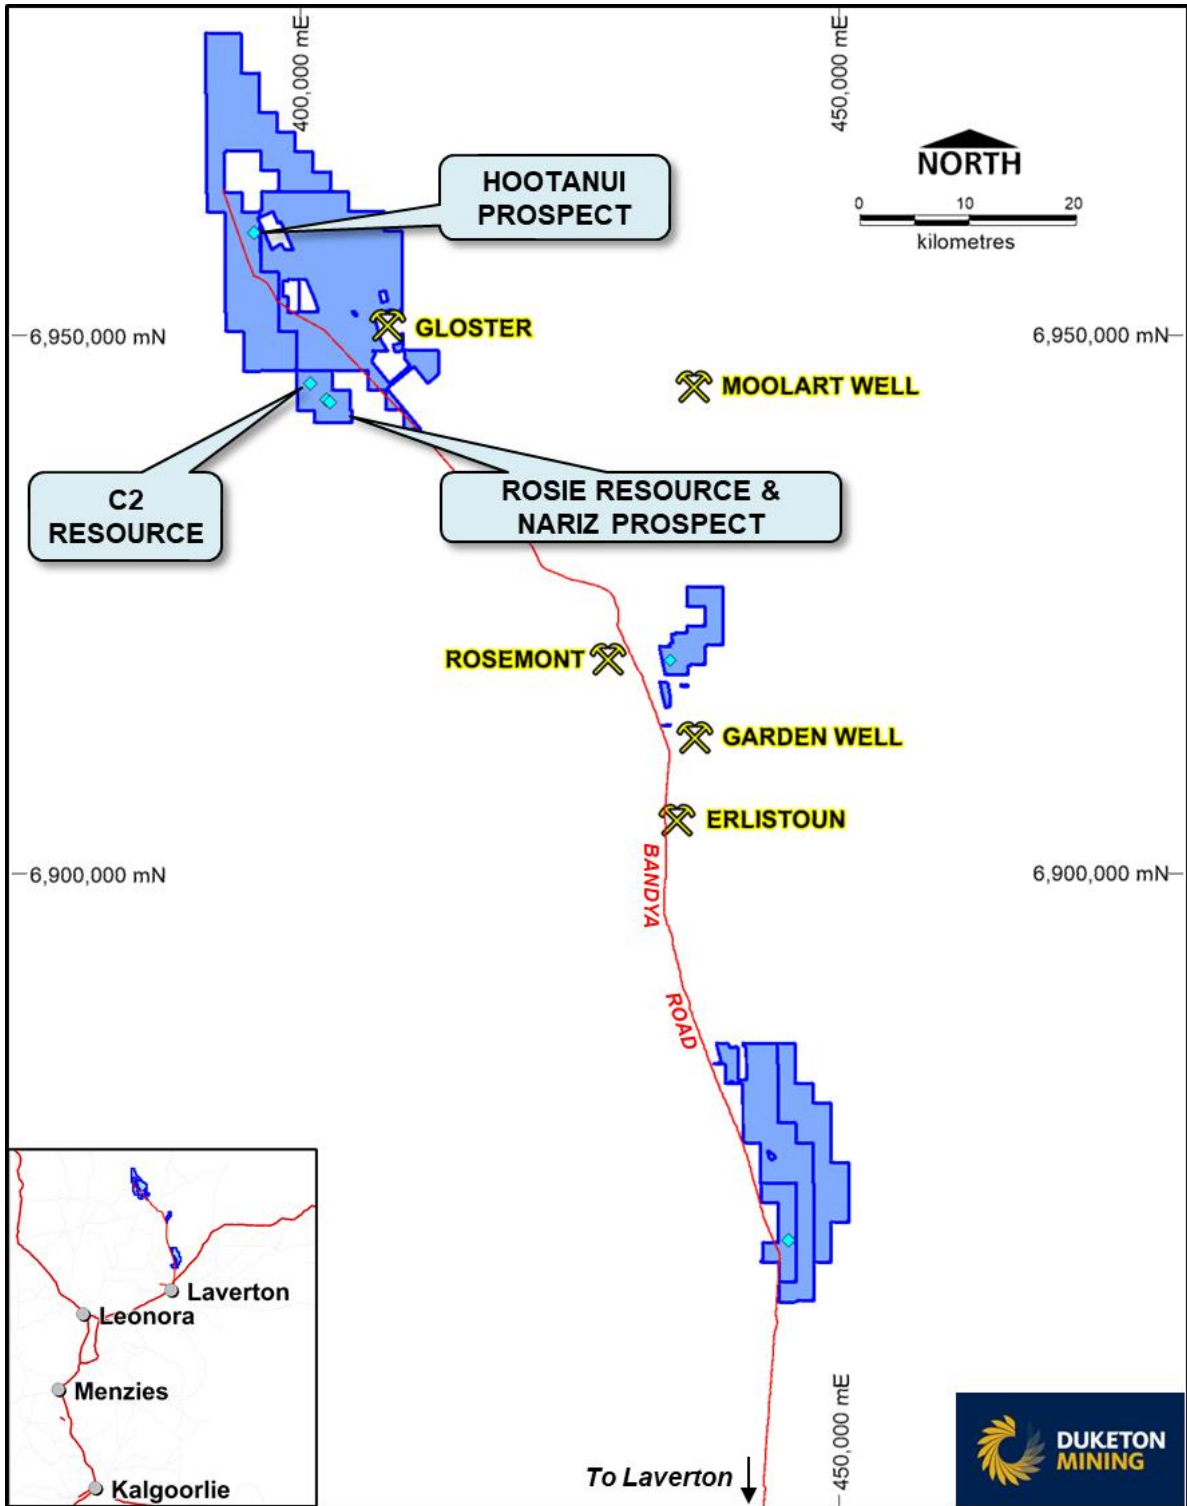 400,000 mE
450,000 mE
HOOTANUI
PROSPECT
NORTH
0 10 20
kilometres
6,950,000 mN
GLOSTER
6,950,000 mN
MOOLART WELL
C2
RESOURCE
ROSIE RESOURCE &
NARIZ PROSPECT
ROSEMONT
GARDEN WELL
ERLISTOUN
BANDYA
6,900,000 mN
6,900,000 mN
ROAD
Laverton
Leonora
Menzies
Kalgoorlie
450,000 mE
To Laverton
DUKETON
MINING